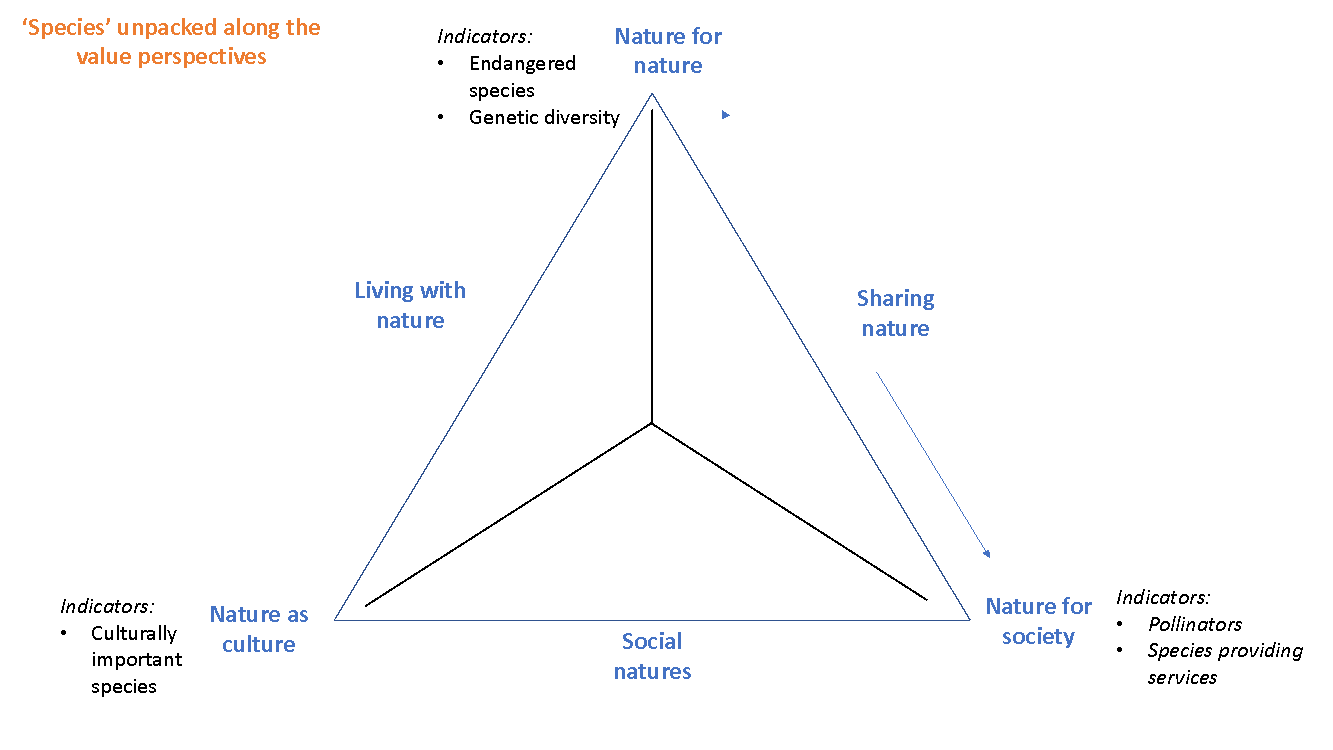 ‘Species’ unpacked along the
value perspectives
Indicators:
• Endangered
species
• Genetic diversity
Nature for
nature
Living with
nature
Sharing
nature
Indicators:
• Culturally
important
species
Nature as
culture
Social
natures
Nature for
society
Indicators:
• Pollinators
• Species providing
services